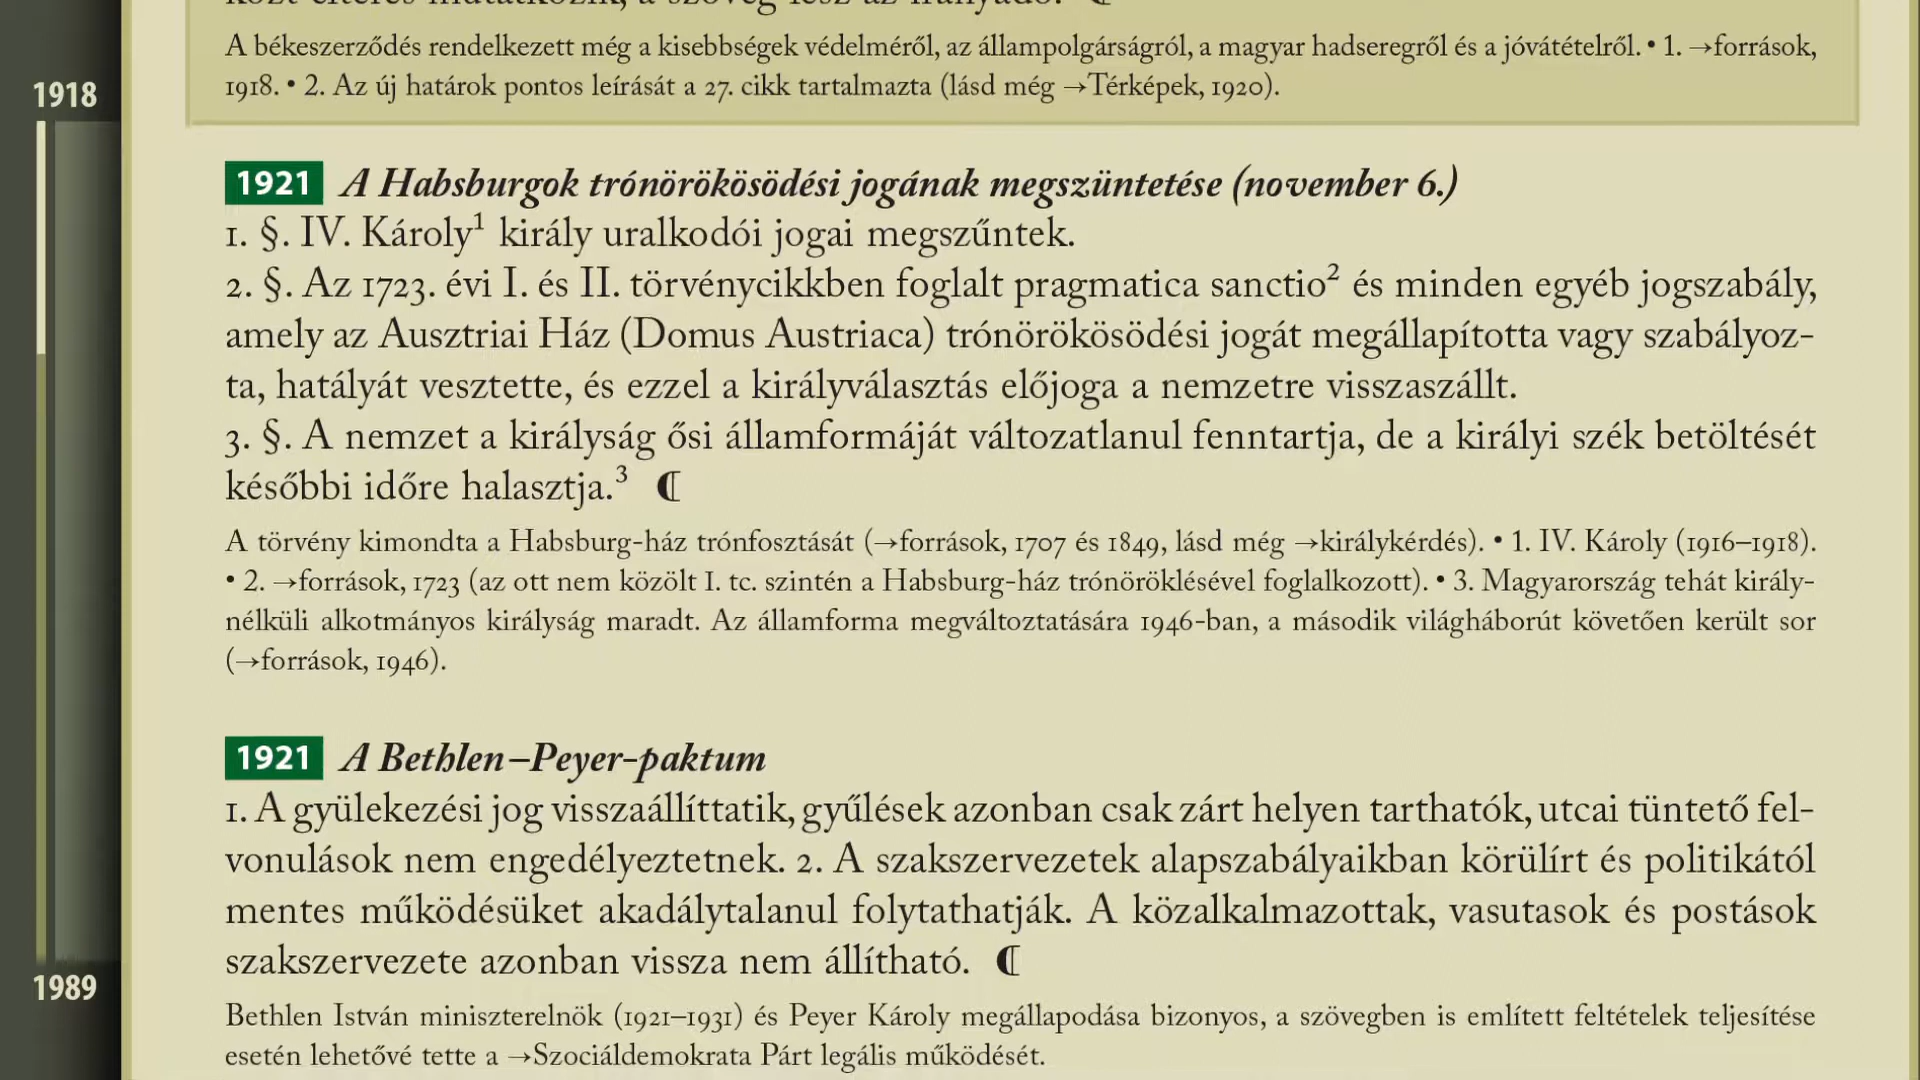 közt eltérés mutatkozik, a szöveg lesz az irányadó. ¶
A békeszerződés rendelkezett még a kisebbségek védelméről, az állampolgárságról, a magyar hadseregről és a jóvátételről. • 1. →források,
1918. • 2. Az új határok pontos leírását a 27. cikk tartalmazta (lásd még →Térképek, 1920).
1918
1921 A Habsburgok trónörökösödési jogának megszüntetése (november 6.)
1. §. IV. Károly¹ király uralkodói jogai megszűntek.
2. §. Az 1723. évi I. és II. törvénycikkben foglalt pragmatica sanctio² és minden egyéb jogszabály,
amely az Ausztriai Ház (Domus Austriaca) trónörökösödési jogát megállapította vagy szabályoz-
ta, hatályát vesztette, és ezzel a királyválasztás előjoga a nemzetre visszaszállt.
3. §. A nemzet a királyság ősi államformáját változatlanul fenntartja, de a királyi szék betöltését
későbbi időre halasztja.³ ¶
A törvény kimondta a Habsburg-ház trónfosztását (→források, 1707 és 1849, lásd még →királykérdés). • 1. IV. Károly (1916–1918).
• 2. →források, 1723 (az ott nem közölt I. tc. szintén a Habsburg-ház trónöröklésével foglalkozott). • 3. Magyarország tehát király-
nélküli alkotmányos királyság maradt. Az államforma megváltoztatására 1946-ban, a második világháborút követően került sor
(→források, 1946).
1921 A Bethlen–Peyer-paktum
1. A gyülekezési jog visszaállíttatik, gyűlések azonban csak zárt helyen tarthatók, utcai tüntető fel-
vonulások nem engedélyeztetnek. 2. A szakszervezetek alapszabályaikban körülírt és politikától
mentes működésüket akadálytalanul folytathatják. A közalkalmazottak, vasutasok és postások
szakszervezete azonban vissza nem állítható. ¶
1989
Bethlen István miniszterelnök (1921–1931) és Peyer Károly megállapodása bizonyos, a szövegben is említett feltételek teljesítése
esetén lehetővé tette a →Szociáldemokrata Párt legális működését.